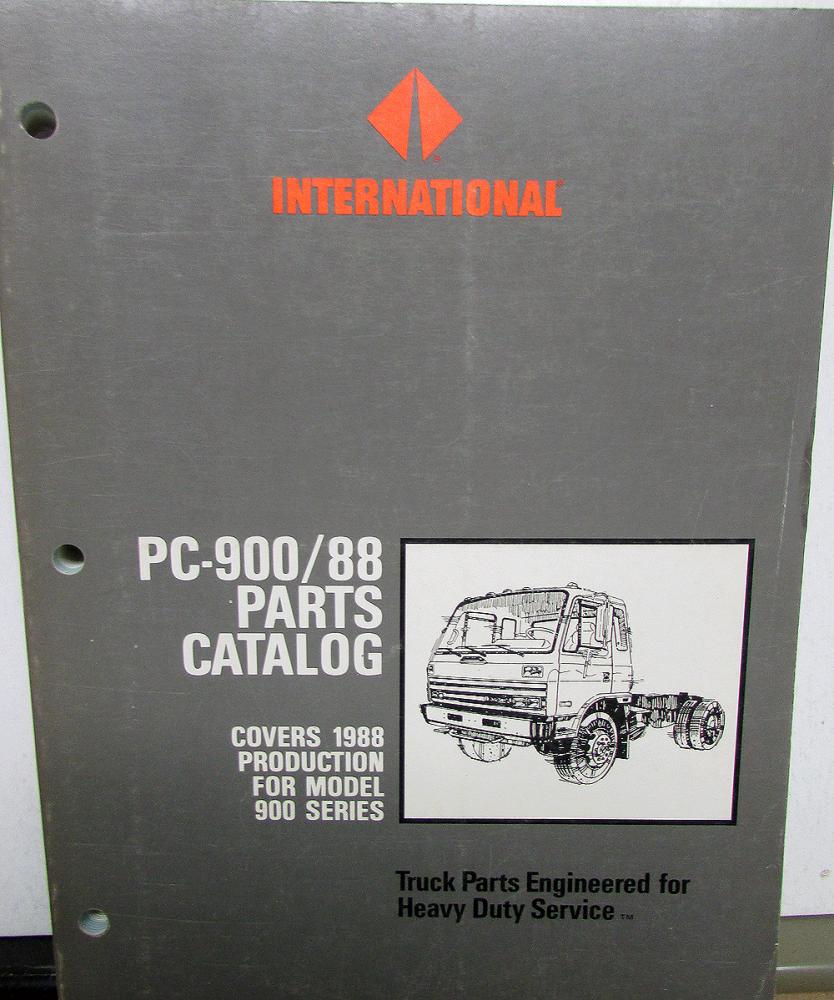 INTERNATIONAL®
PC-900/88
PARTS
CATALOG
COVERS 1988
PRODUCTION
FOR MODEL
900 SERIES
Truck Parts Engineered for
Heavy Duty Service ™